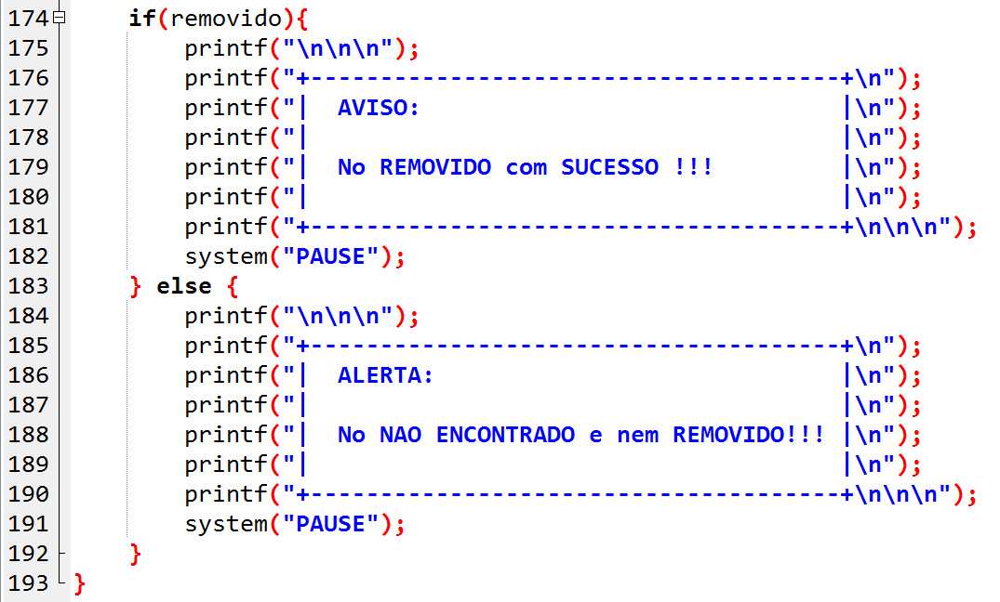 174 if(removido){
175 printf("\n\n\n");
176 printf("+--------------------------------------+\n");
177 printf("|  AVISO:                              |\n");
178 printf("|                                      |\n");
179 printf("|  No REMOVIDO com SUCESSO !!!         |\n");
180 printf("|                                      |\n");
181 printf("+--------------------------------------+\n\n\n");
182 system("PAUSE");
183 } else {
184 printf("\n\n\n");
185 printf("+--------------------------------------+\n");
186 printf("|  ALERTA:                             |\n");
187 printf("|                                      |\n");
188 printf("|  No NAO ENCONTRADO e nem REMOVIDO!!! |\n");
189 printf("|                                      |\n");
190 printf("+--------------------------------------+\n\n\n");
191 system("PAUSE");
192 }
193 }